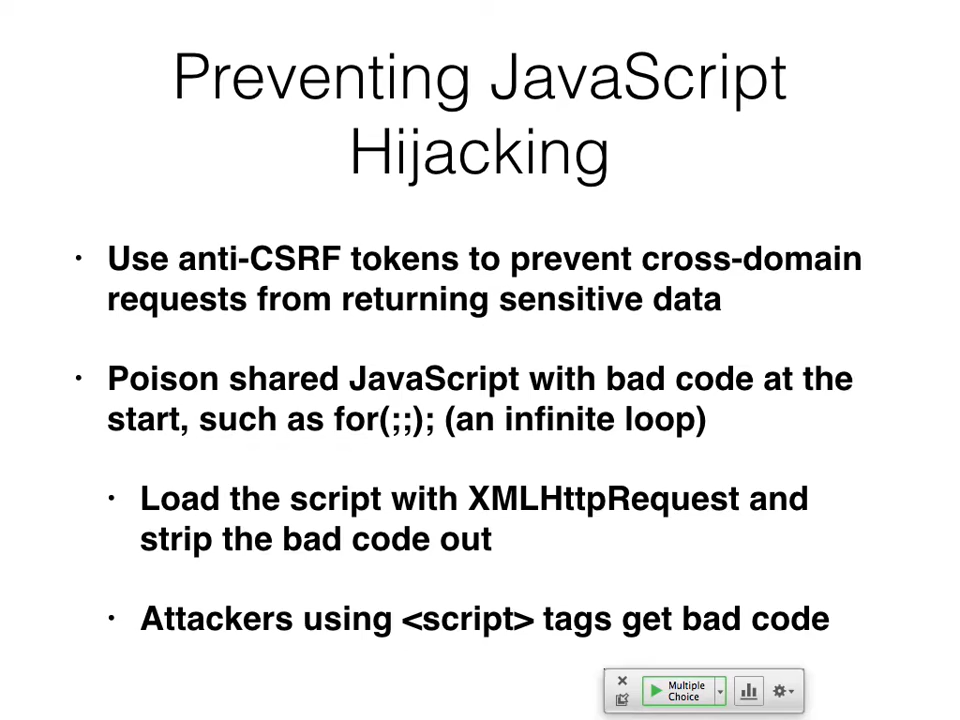 Preventing JavaScript
Hijacking
• Use anti-CSRF tokens to prevent cross-domain
requests from returning sensitive data
• Poison shared JavaScript with bad code at the
start, such as for(;;); (an infinite loop)
• Load the script with XMLHttpRequest and
strip the bad code out
• Attackers using <script> tags get bad code
Multiple
Choice